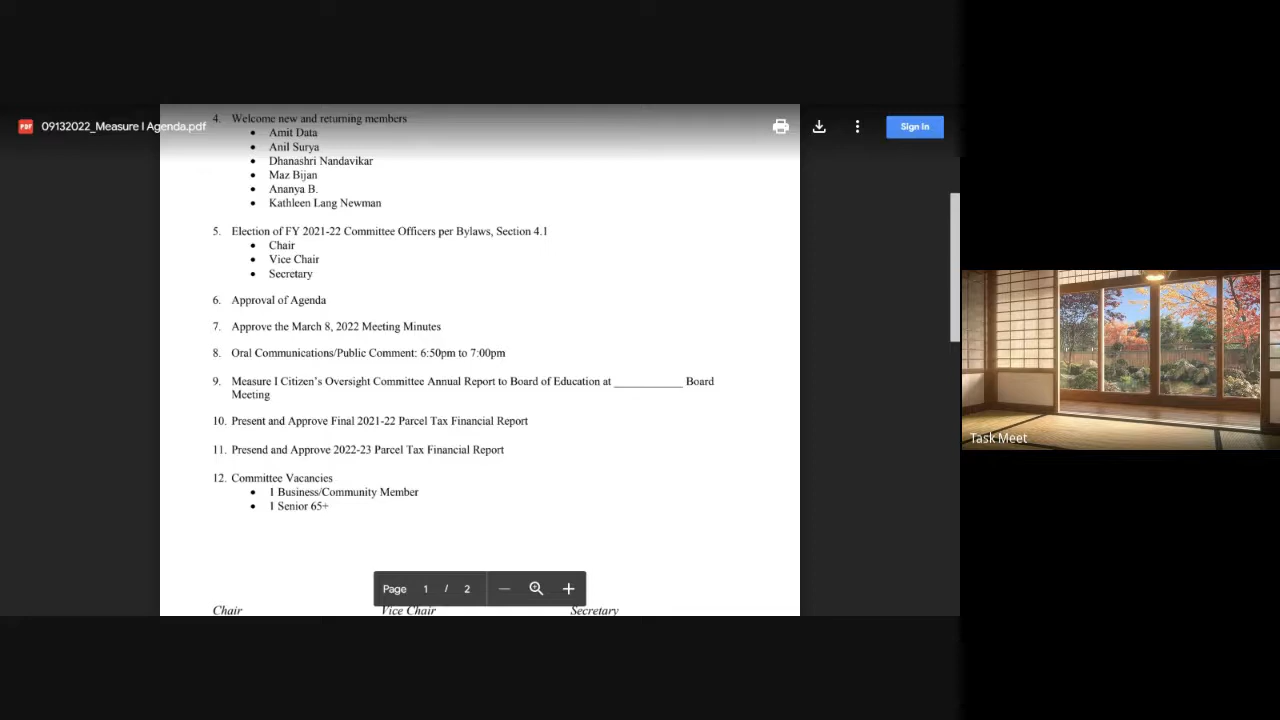 09132022_Measure I Agenda.pdf
Sign In
4. Welcome new and returning members
• Amit Data
• Anil Surya
• Dhanashri Nandavikar
• Maz Bijan
• Ananya B.
• Kathleen Lang Newman
5. Election of FY 2021-22 Committee Officers per Bylaws, Section 4.1
• Chair
• Vice Chair
• Secretary
6. Approval of Agenda
7. Approve the March 8, 2022 Meeting Minutes
8. Oral Communications/Public Comment: 6:50pm to 7:00pm
9. Measure I Citizen's Oversight Committee Annual Report to Board of Education at ____________ Board
Meeting
10. Present and Approve Final 2021-22 Parcel Tax Financial Report
11. Presend and Approve 2022-23 Parcel Tax Financial Report
12. Committee Vacancies
• 1 Business/Community Member
• 1 Senior 65+
Page 1 / 2
Chair Vice Chair Secretary
Task Meet